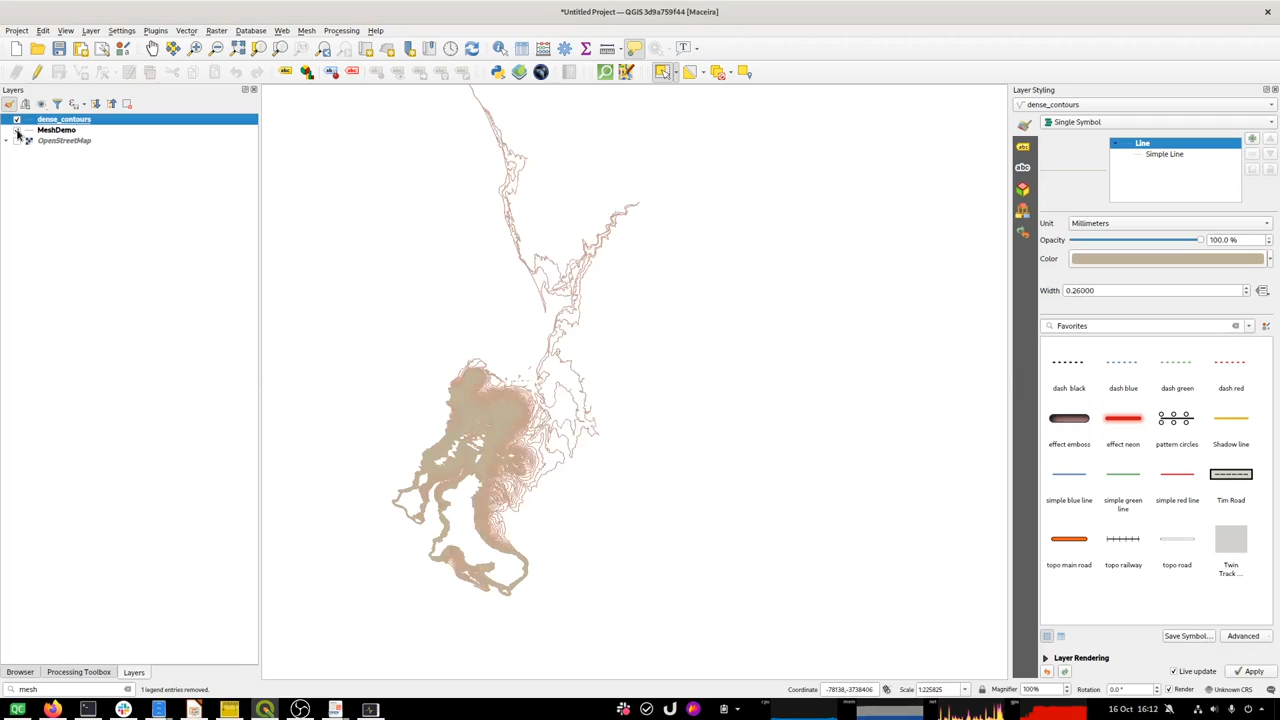 *Untitled Project — QGIS 3d9a759f44 [Maceira]
Project Edit View Layer Settings Plugins Vector Raster Database Web Mesh Processing Help
Layers
dense_contours
MeshDemo
OpenStreetMap
Layer Styling
dense_contours
Single Symbol
Line
Simple Line
Unit Millimeters
Opacity 100.0 %
Color
Width 0.26000
Favorites
dash black dash blue dash green dash red
effect emboss effect neon pattern circles Shadow line
simple blue line simple green line simple red line Tim Road
topo main road topo railway topo road Twin Track ...
Save Symbol... Advanced
Layer Rendering
Live update Apply
Browser Processing Toolbox Layers
mesh 1 legend entries removed. Coordinate -78138,-3738406 Scale 1:225825 Magnifier 100% Rotation 0.0 ° Render Unknown CRS
16 Oct 16:12